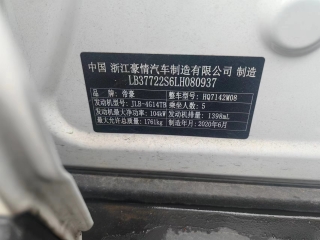 中国 浙江豪情汽车制造有限公司 制造
LB37722S6LH080937
品牌：帝豪 整车型号：HQ7142M08
发动机型号：JLB-4G14TB 乘坐人数：5
发动机最大净功率：104kW 发动机排量：1398mL
最大允许总质量：1761kg 制造年月：2020年6月